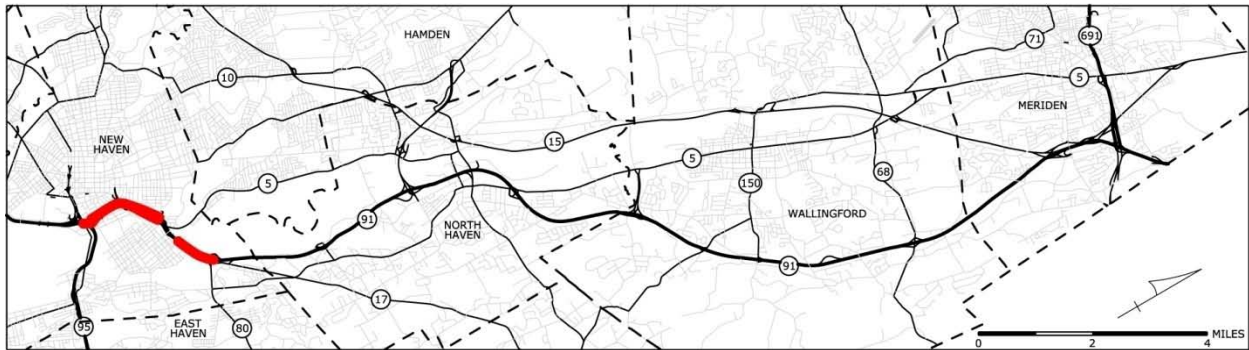 HAMDEN
691
71
10
5
MERIDEN
NEW
HAVEN
15
5
68
5
150
91
NORTH
HAVEN
WALLINGFORD
91
17
95
EAST
HAVEN
80
MILES
0
2
4